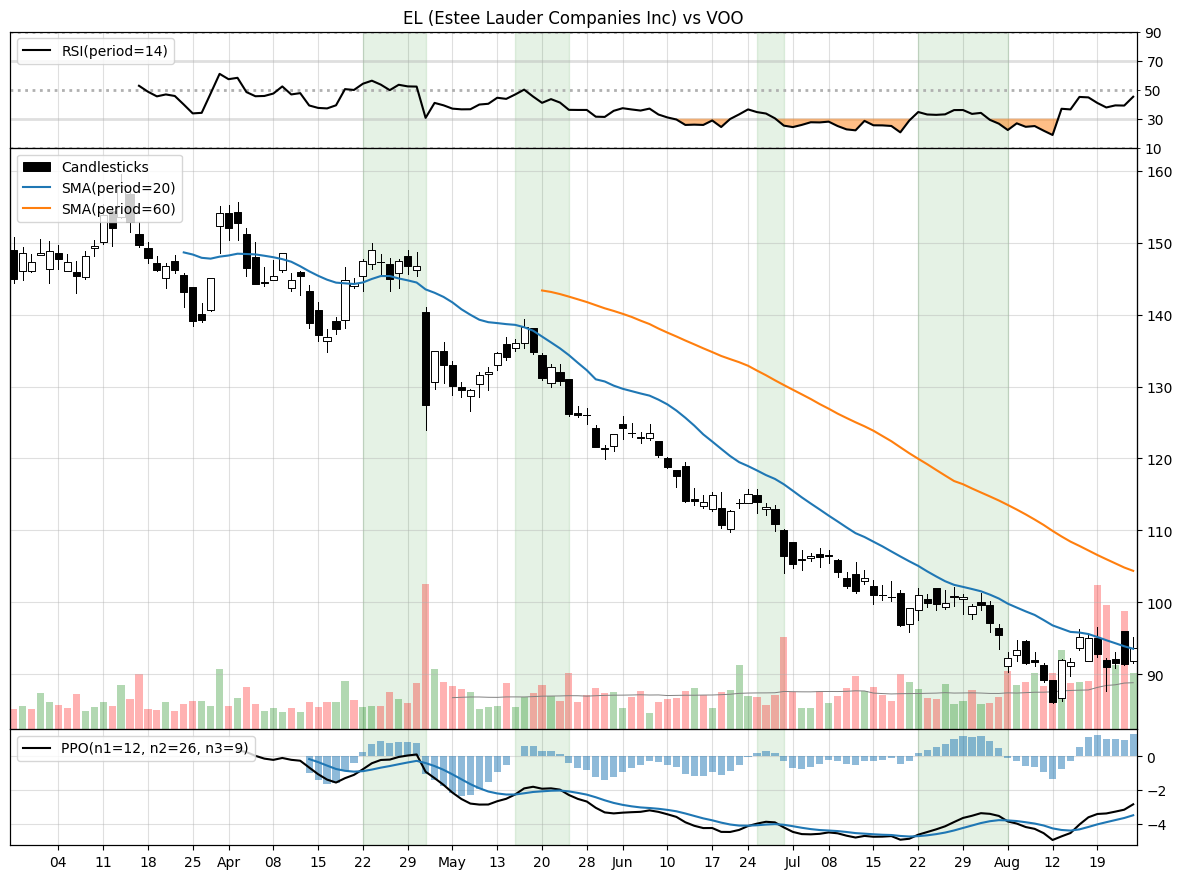 EL (Estee Lauder Companies Inc) vs VOO
RSI(period=14)
90
70
50
30
10
Candlesticks
SMA(period=20)
SMA(period=60)
160
150
140
130
120
110
100
90
PPO(n1=12, n2=26, n3=9)
0
−2
−4
04 11 18 25 Apr 08 15 22 29 May 13 20 28 Jun 10 17 24 Jul 08 15 22 29 Aug 12 19